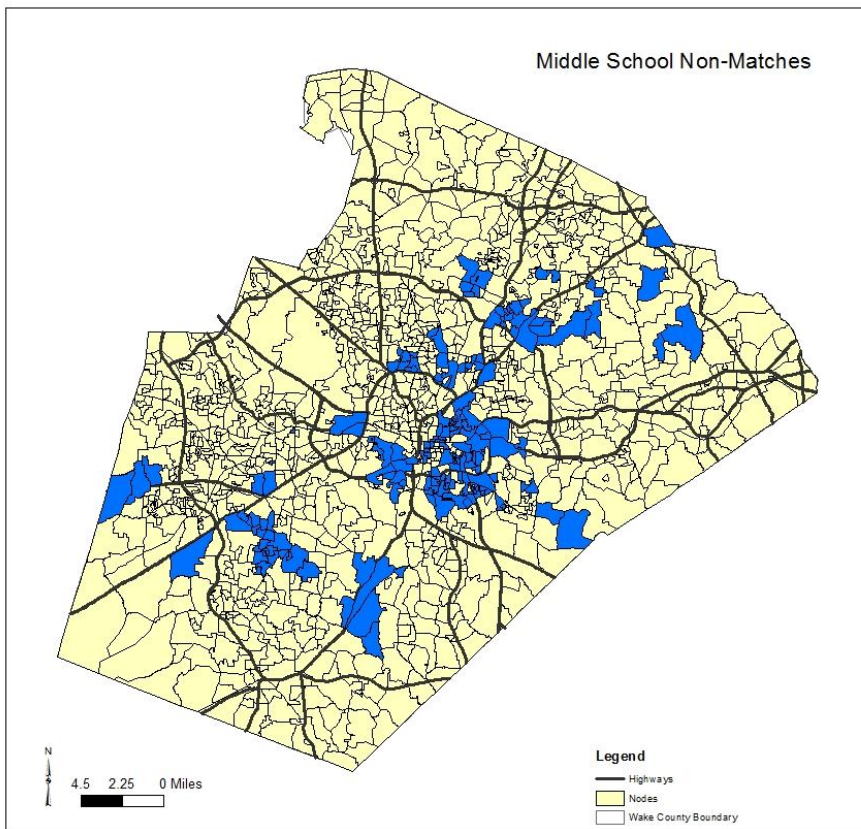 Middle School Non-Matches
N
4.5 2.25 0 Miles
Legend
Highways
Nodes
Wake County Boundary